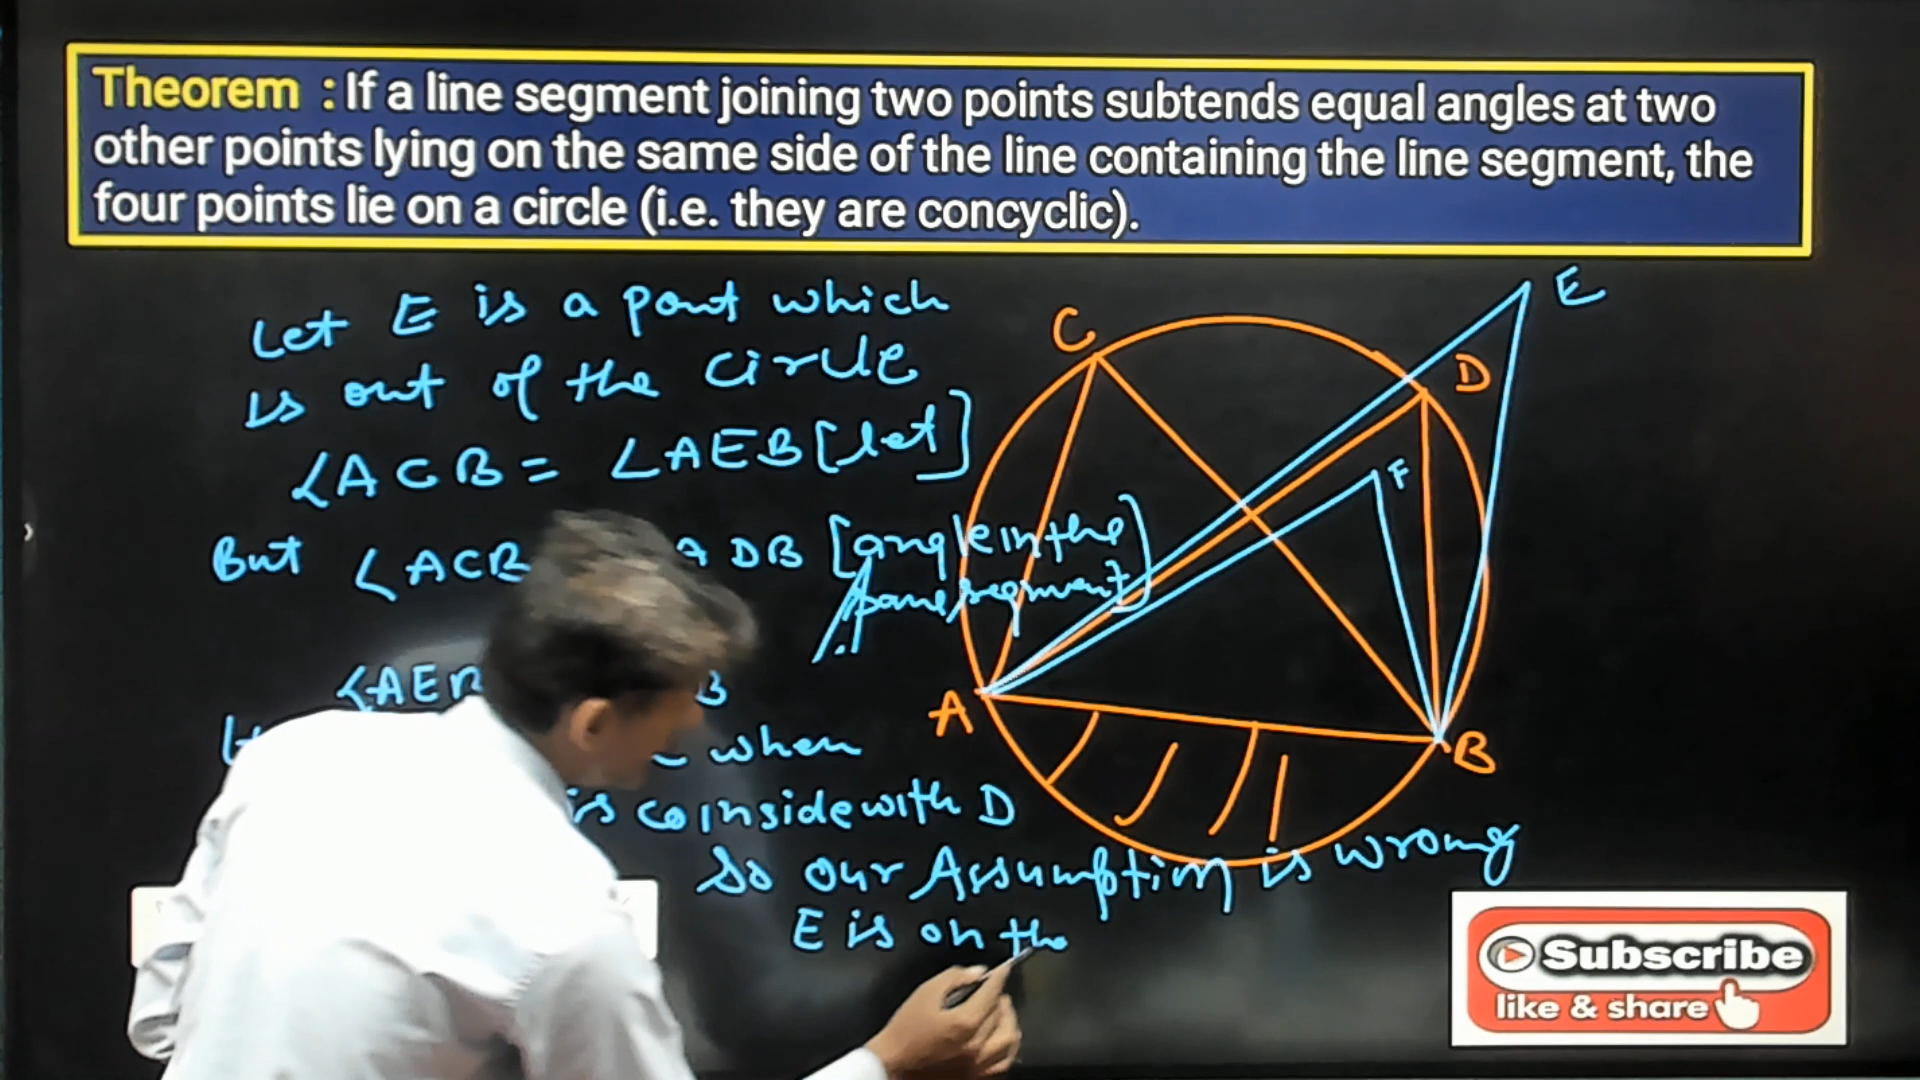 Theorem : If a line segment joining two points subtends equal angles at two
other points lying on the same side of the line containing the line segment, the
four points lie on a circle (i.e. they are concyclic).
Let E is a pont which
is out of the circle
∠ACB = ∠AEB [let]
But ∠ACB ADB [angle in the
same segment]
∠AEB B
when
is coinside with D
So our Assumption is wrong
E is on the
C
E
D
F
A
B
Subscribe
like & share